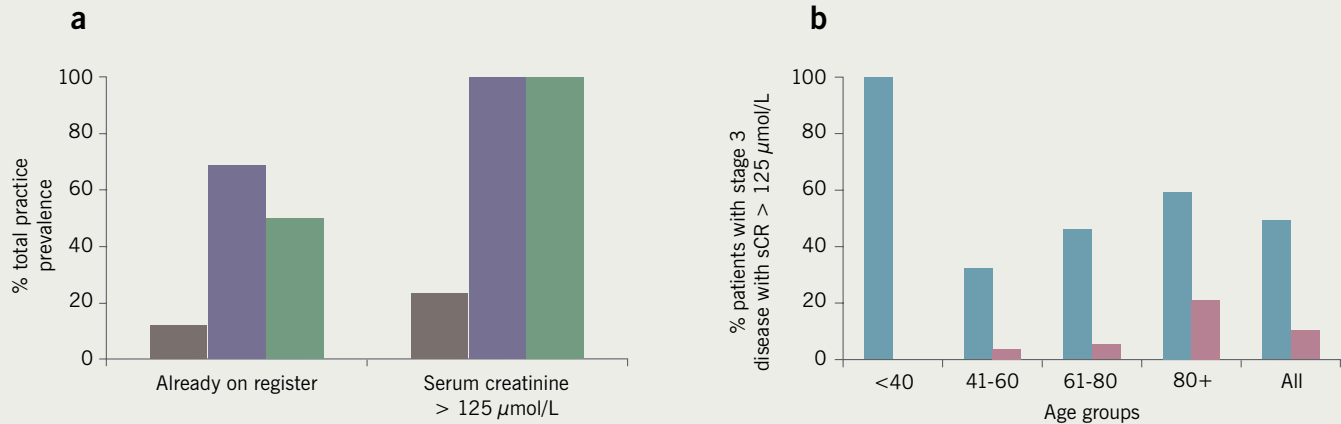 a
% total practice
prevalence
100
80
60
40
20
0
Already on register
Serum creatinine
> 125 µmol/L
b
% patients with stage 3
disease with sCR > 125 µmol/L
100
80
60
40
20
0
<40
41-60
61-80
80+
All
Age groups